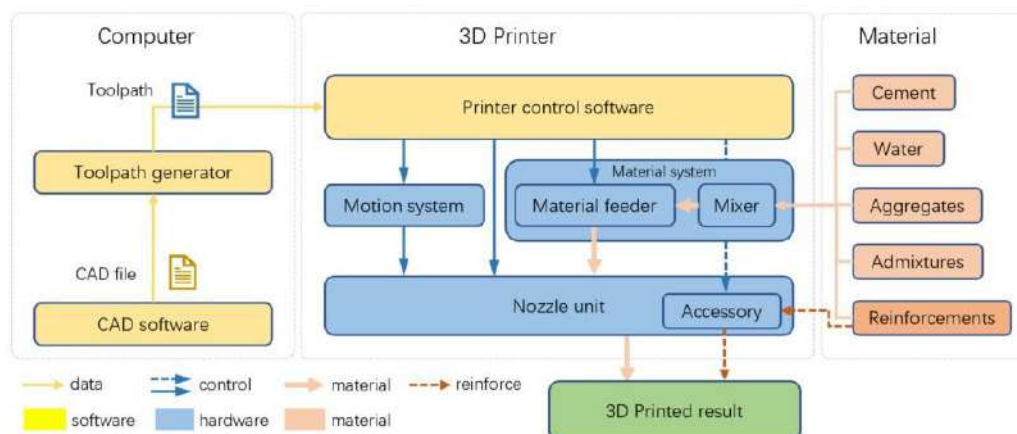 Computer
3D Printer
Material
Toolpath
Printer control software
Cement
Water
Toolpath generator
Material system
Motion system
Material feeder
Mixer
Aggregates
CAD file
Admixtures
CAD software
Nozzle unit
Accessory
Reinforcements
data
control
material
reinforce
software
hardware
material
3D Printed result